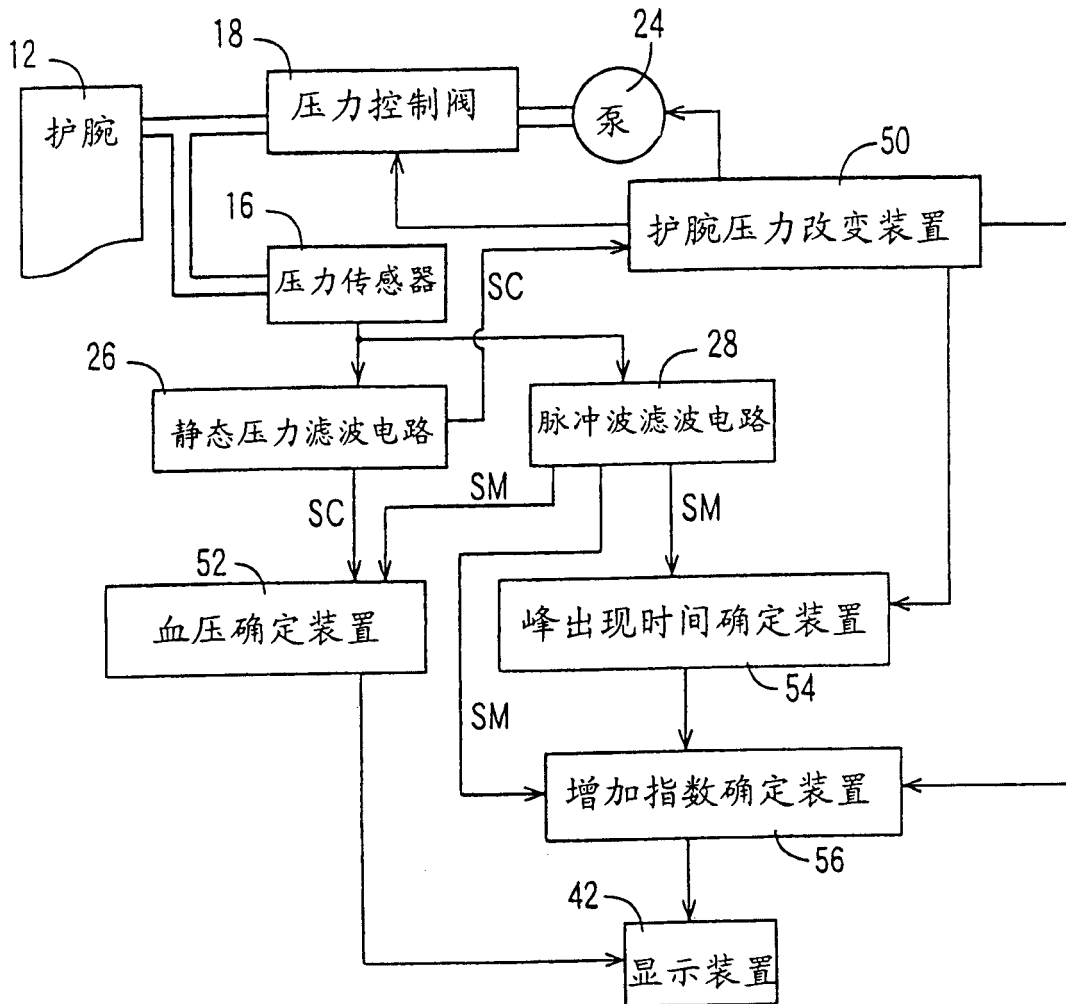 12
护腕
18
压力控制阀
24
泵
50
护腕压力改变装置
16
压力传感器
SC
26
静态压力滤波电路
28
脉冲波滤波电路
SC
SM
SM
52
血压确定装置
峰出现时间确定装置
54
SM
增加指数确定装置
56
42
显示装置